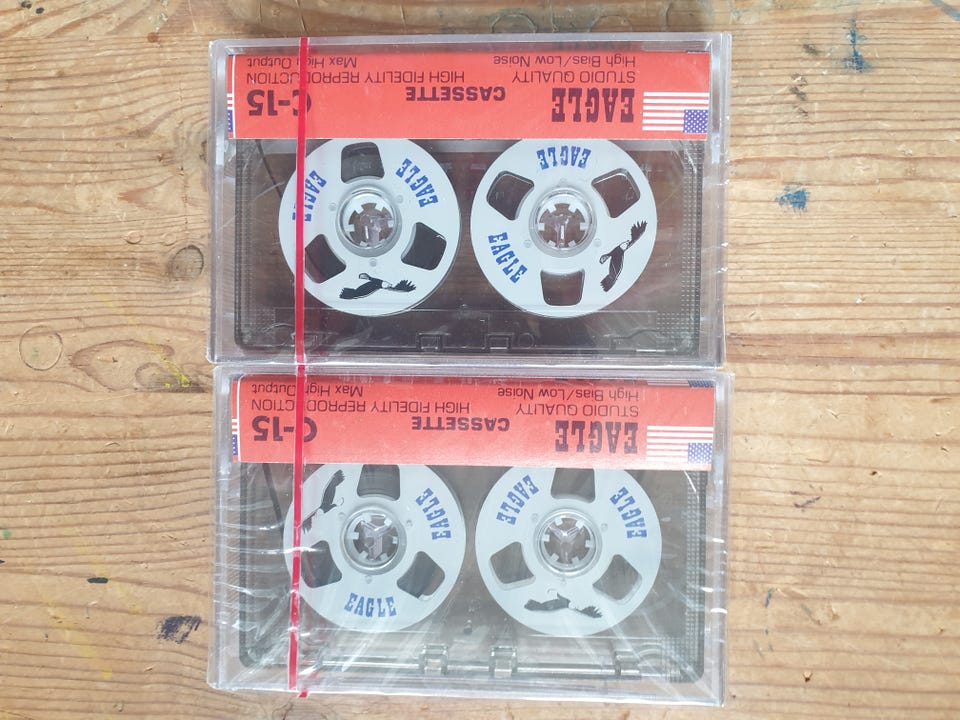 EAGLE
CASSETTE
C-15
STUDIO QUALITY
HIGH FIDELITY REPRODUCTION
High Bias/Low Noise
Max High Output
EAGLE
EAGLE
EAGLE
EAGLE
EAGLE
CASSETTE
C-15
STUDIO QUALITY
HIGH FIDELITY REPRODUCTION
High Bias/Low Noise
Max High Output
EAGLE
EAGLE
EAGLE
EAGLE